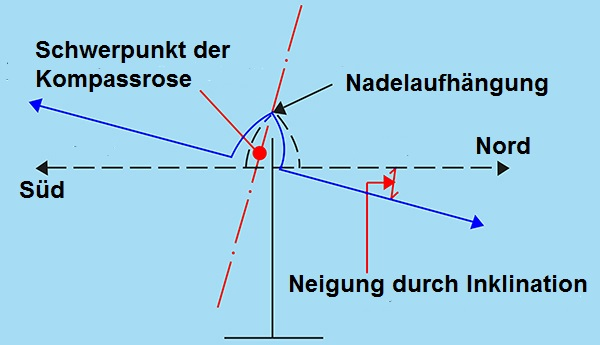 Schwerpunkt der
Kompassrose
Nadelaufhängung
Nord
Süd
Neigung durch Inklination